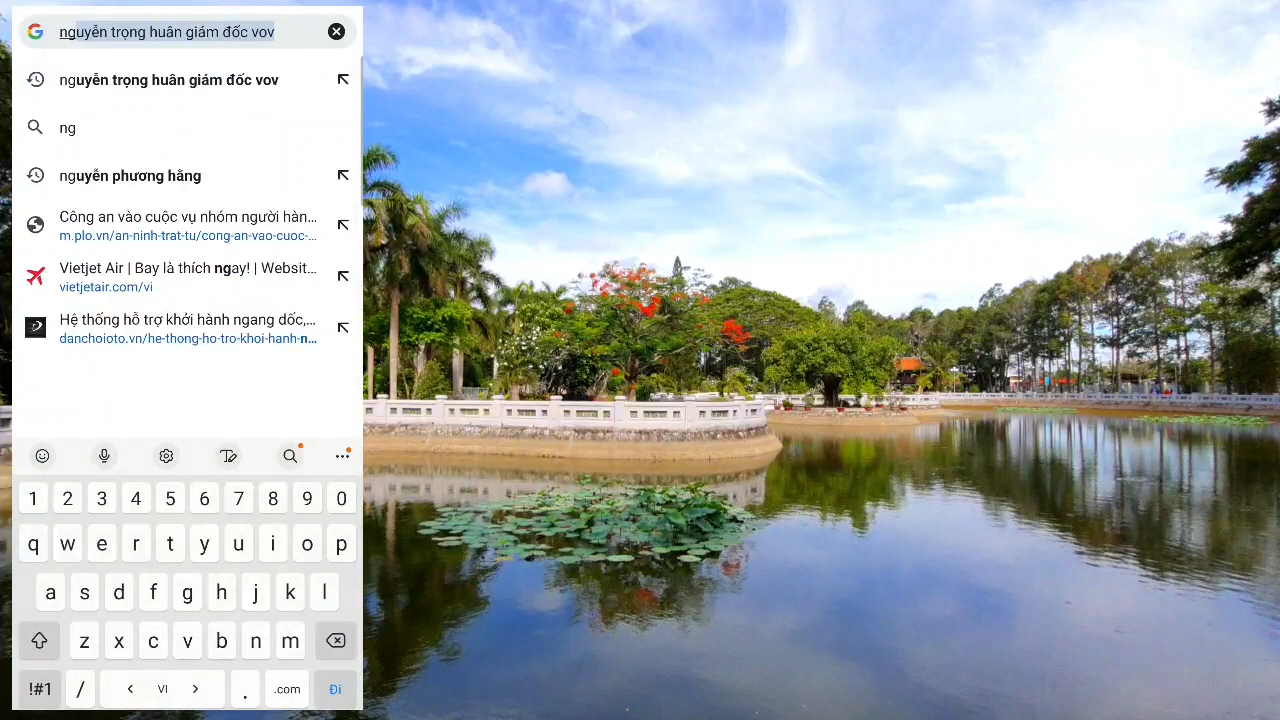 nguyễn trọng huân giám đốc vov
nguyễn trọng huân giám đốc vov
ng
nguyễn phương hằng
Công an vào cuộc vụ nhóm người hàn...
m.plo.vn/an-ninh-trat-tu/cong-an-vao-cuoc-...
Vietjet Air | Bay là thích ngay! | Websit...
vietjetair.com/vi
Hệ thống hỗ trợ khởi hành ngang dốc,...
danchoioto.vn/he-thong-ho-tro-khoi-hanh-n...
1 2 3 4 5 6 7 8 9 0
q w e r t y u i o p
a s d f g h j k l
z x c v b n m
!#1 / < VI > . .com Đi